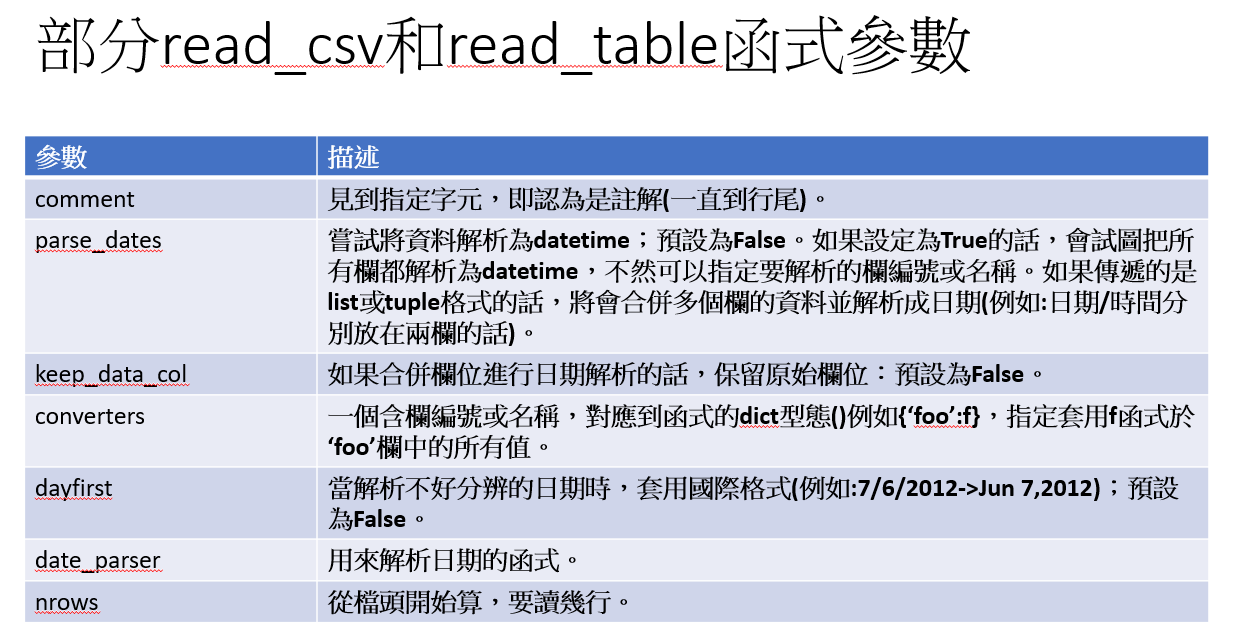 部分read_csv和read_table函式參數
參數 描述
comment 見到指定字元，即認為是註解(一直到行尾)。
parse_dates 嘗試將資料解析為datetime；預設為False。如果設定為True的話，會試圖把所
有欄都解析為datetime，不然可以指定要解析的欄編號或名稱。如果傳遞的是
list或tuple格式的話，將會合併多個欄的資料並解析成日期(例如:日期/時間分
別放在兩欄的話)。
keep_data_col 如果合併欄位進行日期解析的話，保留原始欄位：預設為False。
converters 一個含欄編號或名稱，對應到函式的dict型態()例如{‘foo’:f}，指定套用f函式於
‘foo’欄中的所有值。
dayfirst 當解析不好分辨的日期時，套用國際格式(例如:7/6/2012->Jun 7,2012)；預設
為False。
date_parser 用來解析日期的函式。
nrows 從檔頭開始算，要讀幾行。